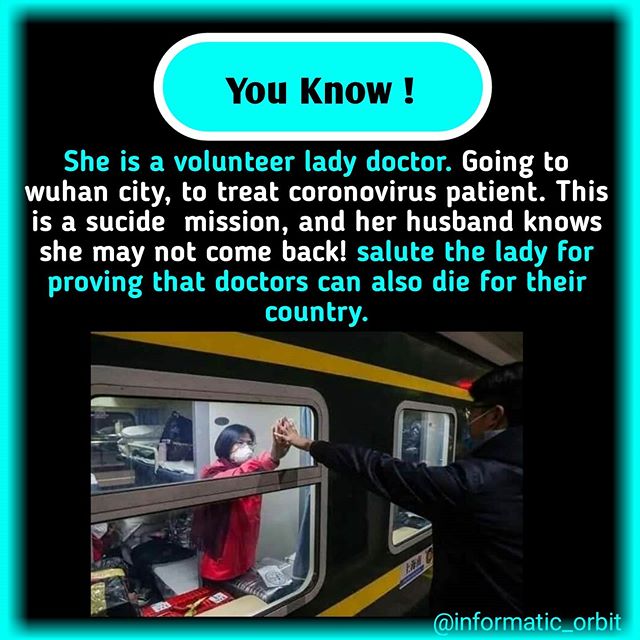 You Know !
She is a volunteer lady doctor. Going to
wuhan city, to treat coronovirus patient. This
is a sucide mission, and her husband knows
she may not come back! salute the lady for
proving that doctors can also die for their
country.
@informatic_orbit